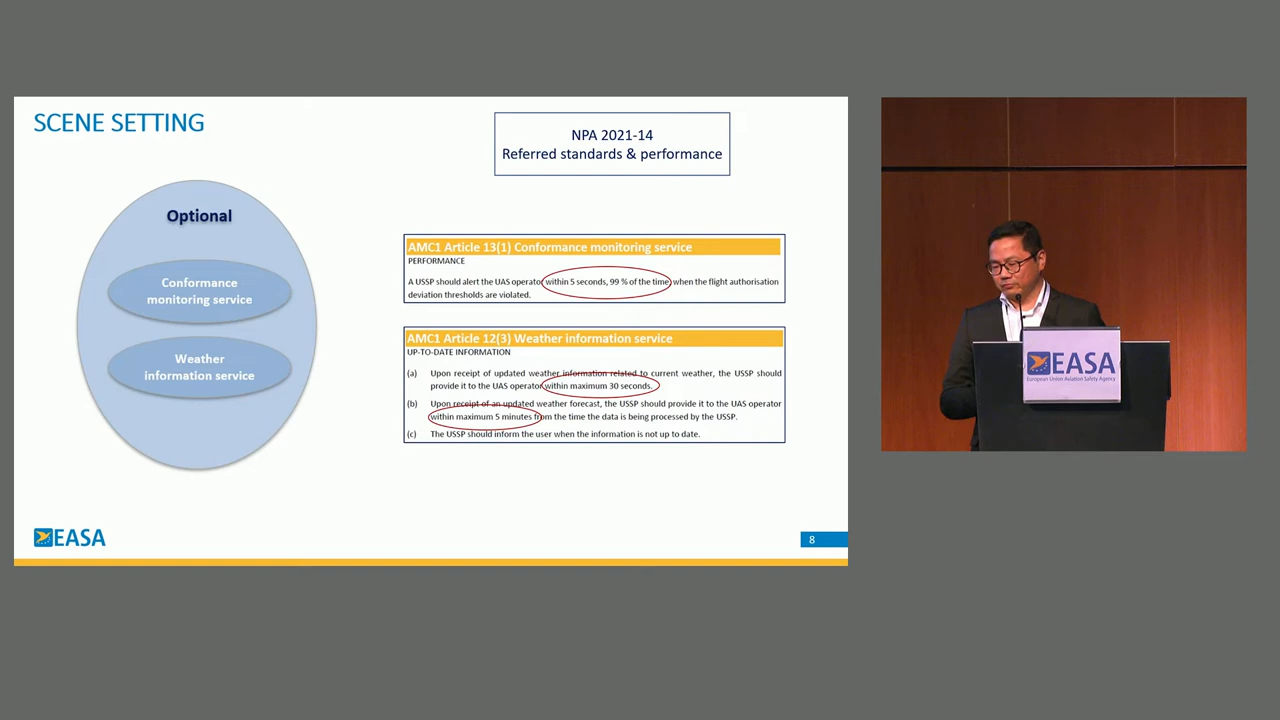 SCENE SETTING
NPA 2021-14
Referred standards & performance
Optional
Conformance
monitoring service
Weather
information service
AMC1 Article 13(1) Conformance monitoring service
PERFORMANCE
A USSP should alert the UAS operator within 5 seconds, 99 % of the time, when the flight authorisation
deviation thresholds are violated.
AMC1 Article 12(3) Weather information service
UP-TO-DATE INFORMATION
(a) Upon receipt of updated weather information related to current weather, the USSP should
provide it to the UAS operator within maximum 30 seconds.
(b) Upon receipt of an updated weather forecast, the USSP should provide it to the UAS operator
within maximum 5 minutes from the time the data is being processed by the USSP.
(c) The USSP should inform the user when the information is not up to date.
EASA
8
EASA
European Union Aviation Safety Agency